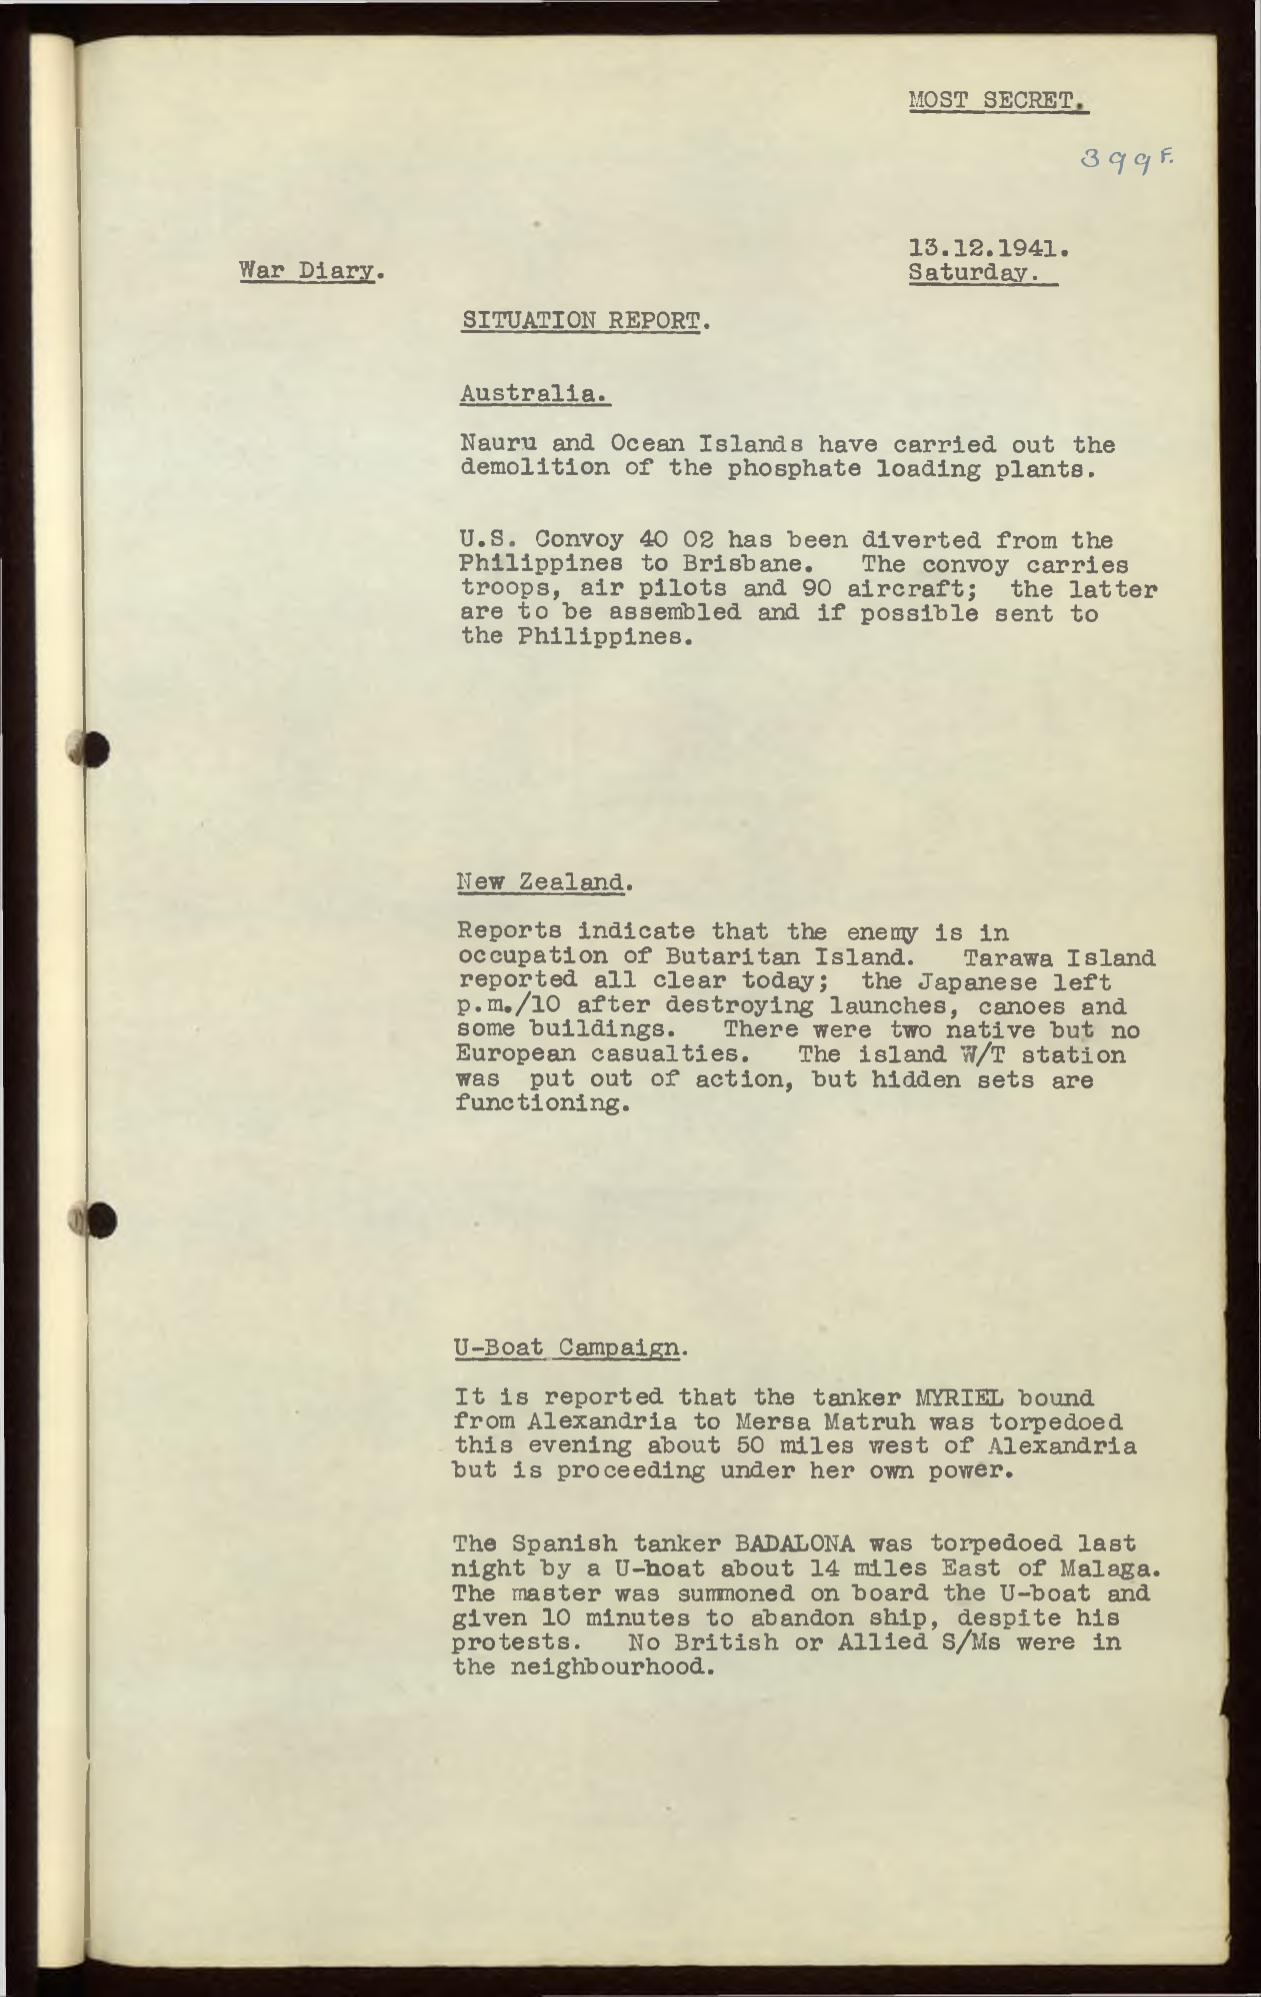 MOST SECRET.
399F.
13.12.1941.
War Diary.
Saturday.
SITUATION REPORT.
Australia.
Nauru and Ocean Islands have carried out the
demolition of the phosphate loading plants.
U.S. Convoy 40 02 has been diverted from the
Philippines to Brisbane. The convoy carries
troops, air pilots and 90 aircraft; the latter
are to be assembled and if possible sent to
the Philippines.
New Zealand.
Reports indicate that the enemy is in
occupation of Butaritan Island. Tarawa Island
reported all clear today; the Japanese left
p.m./10 after destroying launches, canoes and
some buildings. There were two native but no
European casualties. The island W/T station
was put out of action, but hidden sets are
functioning.
U-Boat Campaign.
It is reported that the tanker MYRIEL bound
from Alexandria to Mersa Matruh was torpedoed
this evening about 50 miles west of Alexandria
but is proceeding under her own power.
The Spanish tanker BADALONA was torpedoed last
night by a U-boat about 14 miles East of Malaga.
The master was summoned on board the U-boat and
given 10 minutes to abandon ship, despite his
protests. No British or Allied S/Ms were in
the neighbourhood.